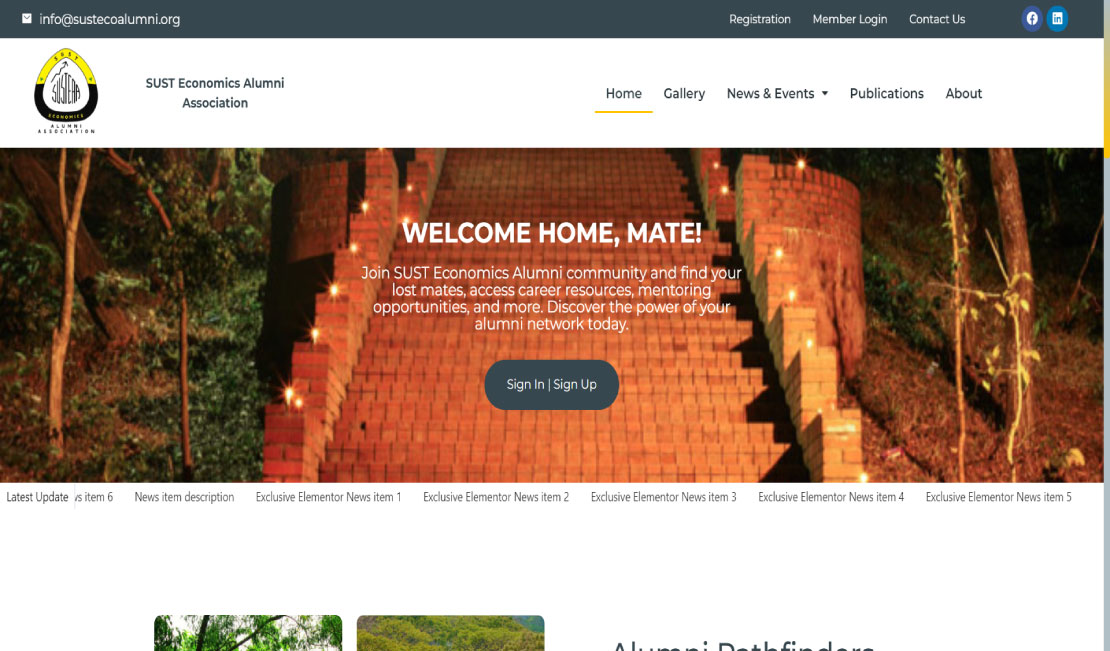 info@sustecoalumni.org
Registration Member Login Contact Us
SUST
SUSTEAA
ECONOMICS
ALUMNI
ASSOCIATION
SUST Economics Alumni
Association
Home Gallery News & Events Publications About
WELCOME HOME, MATE!
Join SUST Economics Alumni community and find your
lost mates, access career resources, mentoring
opportunities, and more. Discover the power of your
alumni network today.
Sign In | Sign Up
Latest Update vs item 6 News item description Exclusive Elementor News item 1 Exclusive Elementor News item 2 Exclusive Elementor News item 3 Exclusive Elementor News item 4 Exclusive Elementor News item 5
Alumni Pathfinders